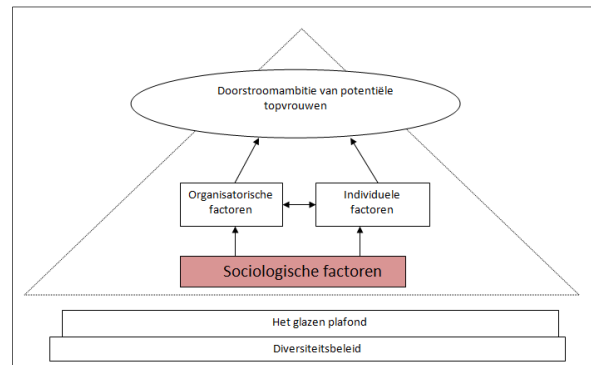 Doorstroomambitie van potentiële
topvrouwen
Organisatorische
factoren
Individuele
factoren
Sociologische factoren
Het glazen plafond
Diversiteitsbeleid